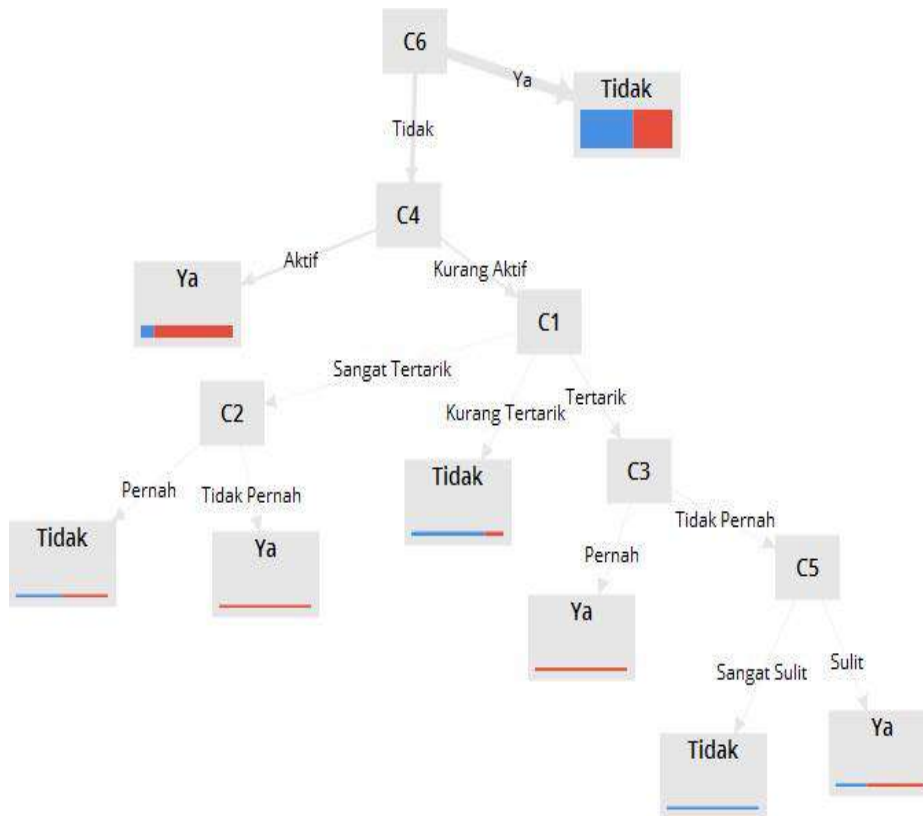 C6
Ya
Tidak
Tidak
C4
Aktif
Kurang Aktif
Ya
C1
Sangat Tertarik
Kurang Tertarik
Tertarik
C2
Tidak
C3
Pernah
Tidak Pernah
Tidak Pernah
Tidak
Ya
Pernah
C5
Ya
Sangat Sulit
Sulit
Tidak
Ya